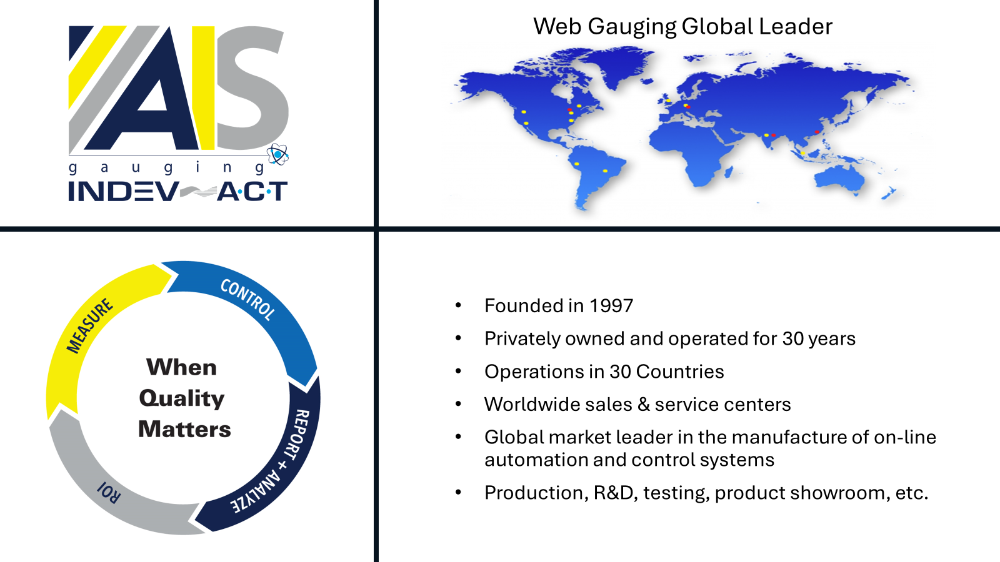 AIS
gauging
INDEV A·C·T
Web Gauging Global Leader
MEASURE
CONTROL
REPORT + ANALYZE
ROI
When
Quality
Matters
• Founded in 1997
• Privately owned and operated for 30 years
• Operations in 30 Countries
• Worldwide sales & service centers
• Global market leader in the manufacture of on-line
automation and control systems
• Production, R&D, testing, product showroom, etc.